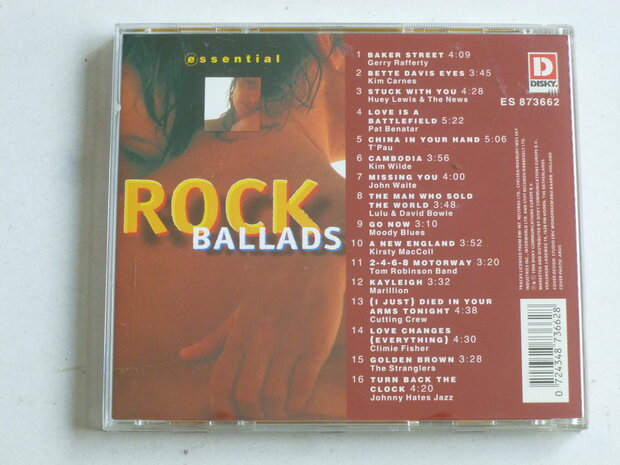 essential
ROCK
BALLADS
1 BAKER STREET 4:09
Gerry Rafferty
2 BETTE DAVIS EYES 3:45
Kim Carnes
3 STUCK WITH YOU 4:28
Huey Lewis & The News
4 LOVE IS A
BATTLEFIELD 5:22
Pat Benatar
5 CHINA IN YOUR HAND 5:06
T'Pau
6 CAMBODIA 3:56
Kim Wilde
7 MISSING YOU 4:00
John Waite
8 THE MAN WHO SOLD
THE WORLD 3:48
Lulu & David Bowie
9 GO NOW 3:10
Moody Blues
10 A NEW ENGLAND 3:52
Kirsty MacColl
11 2-4-6-8 MOTORWAY 3:20
Tom Robinson Band
12 KAYLEIGH 3:32
Marillion
13 (I JUST) DIED IN YOUR
ARMS TONIGHT 4:38
Cutting Crew
14 LOVE CHANGES
(EVERYTHING) 4:30
Climie Fisher
15 GOLDEN BROWN 3:28
The Stranglers
16 TURN BACK THE
CLOCK 4:20
Johnny Hates Jazz
D
DISKY
ES 873662
0 724348 736628